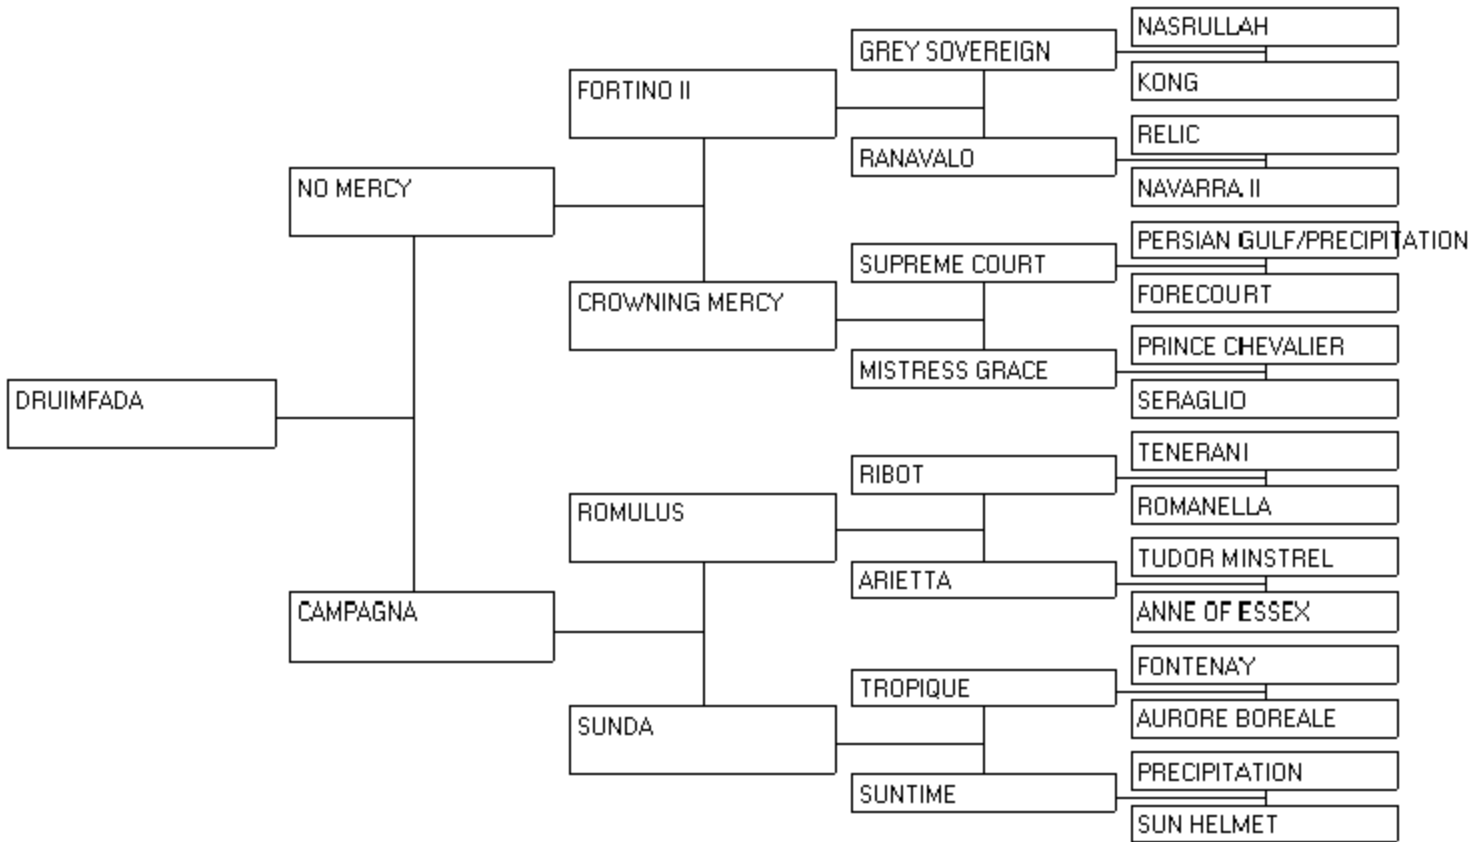 NASRULLAH
GREY SOVEREIGN
KONG
FORTINO II
RELIC
RANAVALO
NAVARRA II
NO MERCY
PERSIAN GULF/PRECIPITATION
SUPREME COURT
FORECOURT
CROWNING MERCY
PRINCE CHEVALIER
MISTRESS GRACE
SERAGLIO
DRUIMFADA
TENERANI
RIBOT
ROMANELLA
ROMULUS
TUDOR MINSTREL
ARIETTA
ANNE OF ESSEX
CAMPAGNA
FONTENAY
TROPIQUE
AURORE BOREALE
SUNDA
PRECIPITATION
SUNTIME
SUN HELMET